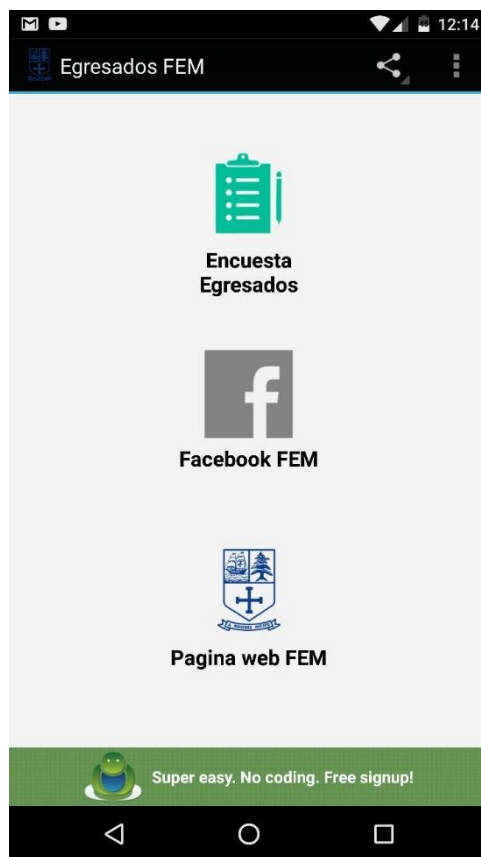 12:14
Egresados FEM
Encuesta
Egresados
Facebook FEM
Pagina web FEM
Super easy. No coding. Free signup!